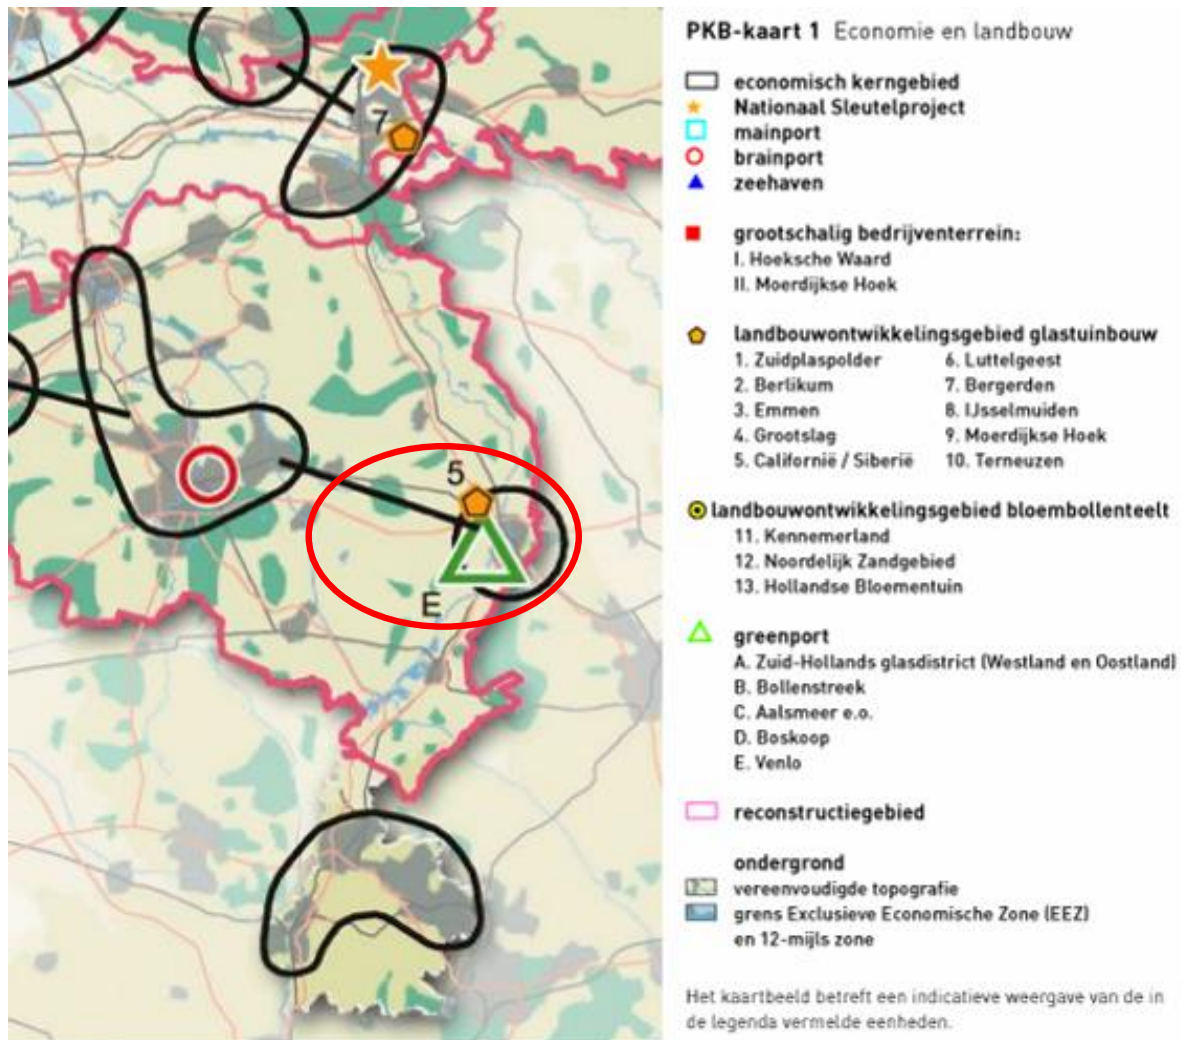 7
5
E
PKB-kaart 1 Economie en landbouw
economisch kerngebied
Nationaal Sleutelproject
mainport
brainport
zeehaven
grootschalig bedrijventerrein:
I. Hoeksche Waard
II. Moerdijkse Hoek
landbouwontwikkelingsgebied glastuinbouw
1. Zuidplaspolder 6. Luttelgeest
2. Berlikum 7. Bergerden
3. Emmen 8. IJsselmuiden
4. Grootslag 9. Moerdijkse Hoek
5. Californië / Siberië 10. Terneuzen
landbouwontwikkelingsgebied bloembollenteelt
11. Kennemerland
12. Noordelijk Zandgebied
13. Hollandse Bloementuin
greenport
A. Zuid-Hollands glasdistrict (Westland en Oostland)
B. Bollenstreek
C. Aalsmeer e.o.
D. Boskoop
E. Venlo
reconstructiegebied
ondergrond
vereenvoudigde topografie
grens Exclusieve Economische Zone (EEZ)
en 12-mijls zone
Het kaartbeeld betreft een indicatieve weergave van de in
de legenda vermelde eenheden.